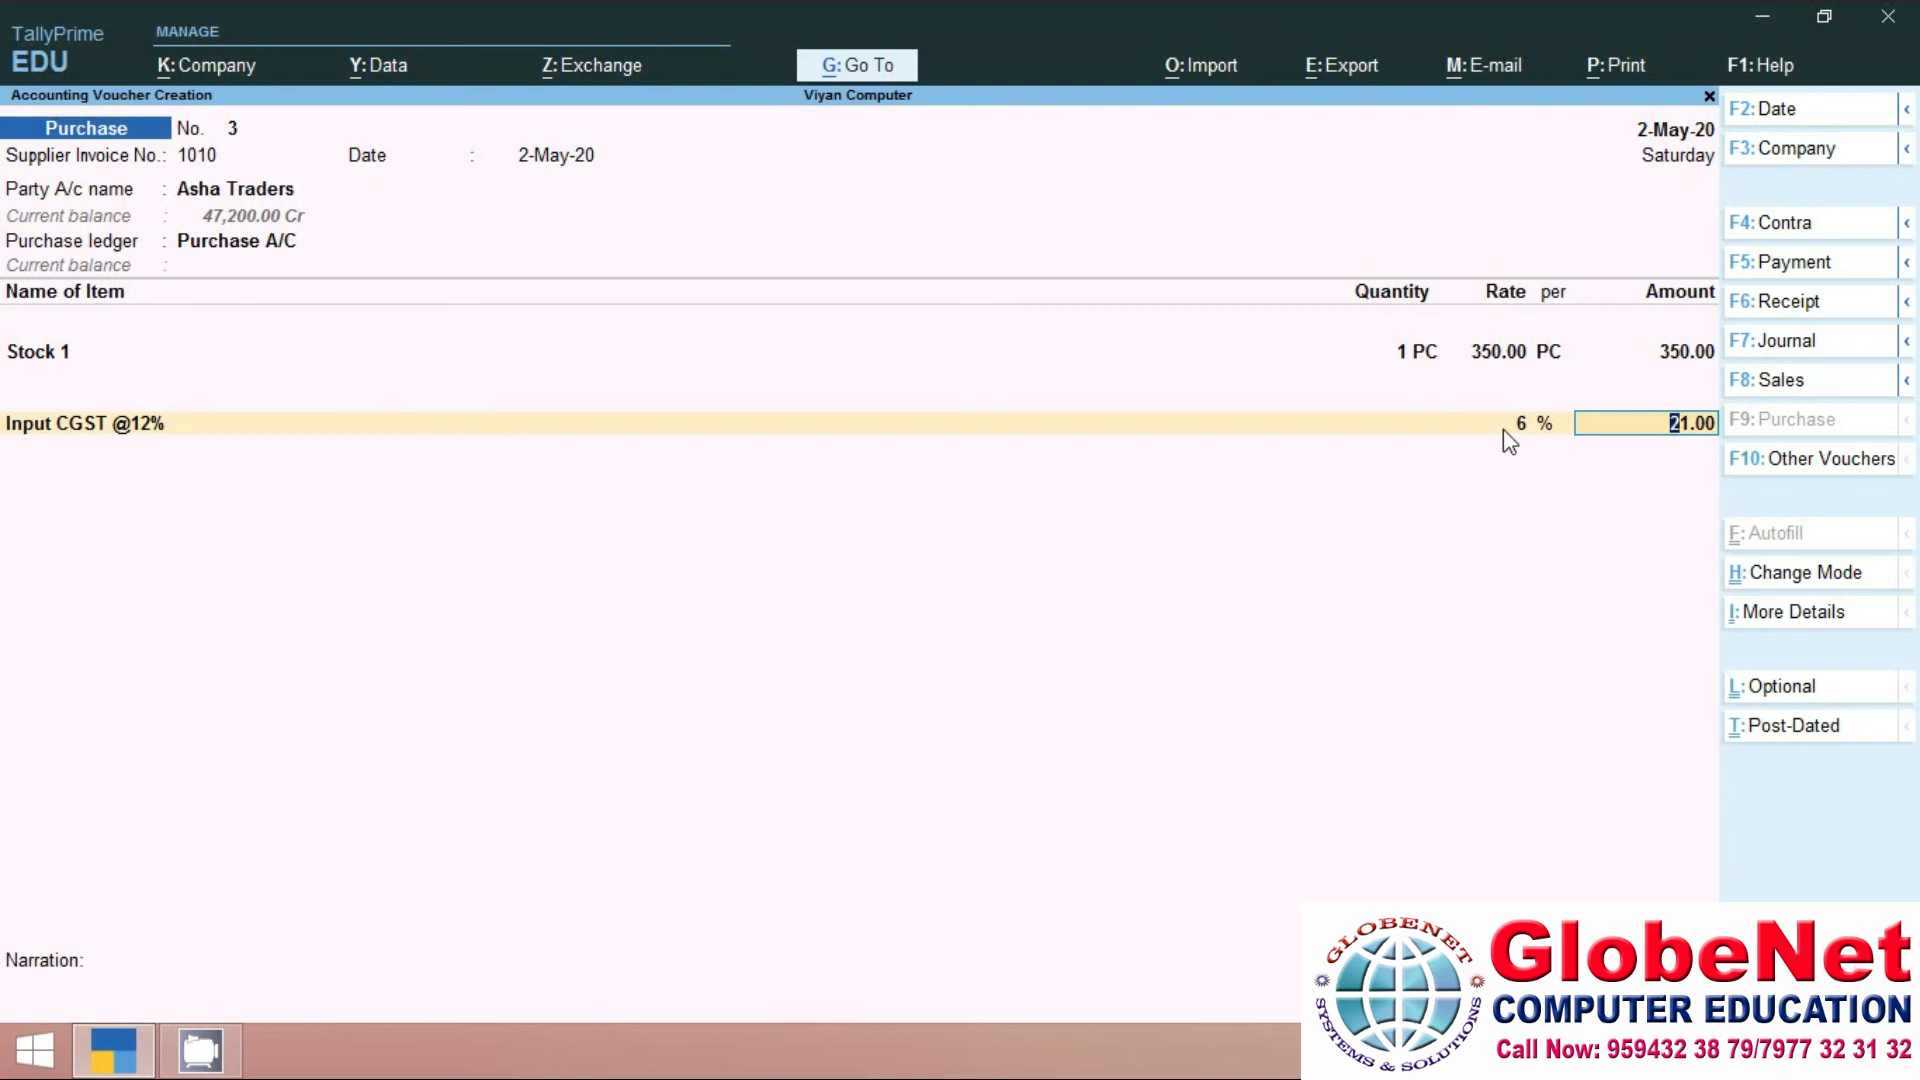 TallyPrime
EDU
MANAGE
K: Company Y: Data Z: Exchange G: Go To O: Import E: Export M: E-mail P: Print F1: Help
Accounting Voucher Creation Viyan Computer
Purchase No. 3 2-May-20
Supplier Invoice No.: 1010 Date : 2-May-20 Saturday
Party A/c name : Asha Traders
Current balance : 47,200.00 Cr
Purchase ledger : Purchase A/C
Current balance :
Name of Item Quantity Rate per Amount
Stock 1 1 PC 350.00 PC 350.00
Input CGST @12% 6 % 21.00
Narration:
F2: Date
F3: Company
F4: Contra
F5: Payment
F6: Receipt
F7: Journal
F8: Sales
F9: Purchase
F10: Other Vouchers
F: Autofill
H: Change Mode
I: More Details
L: Optional
T: Post-Dated
GLOBENET
SYSTEMS & SOLUTIONS
GlobeNet
COMPUTER EDUCATION
Call Now: 959432 38 79/7977 32 31 32